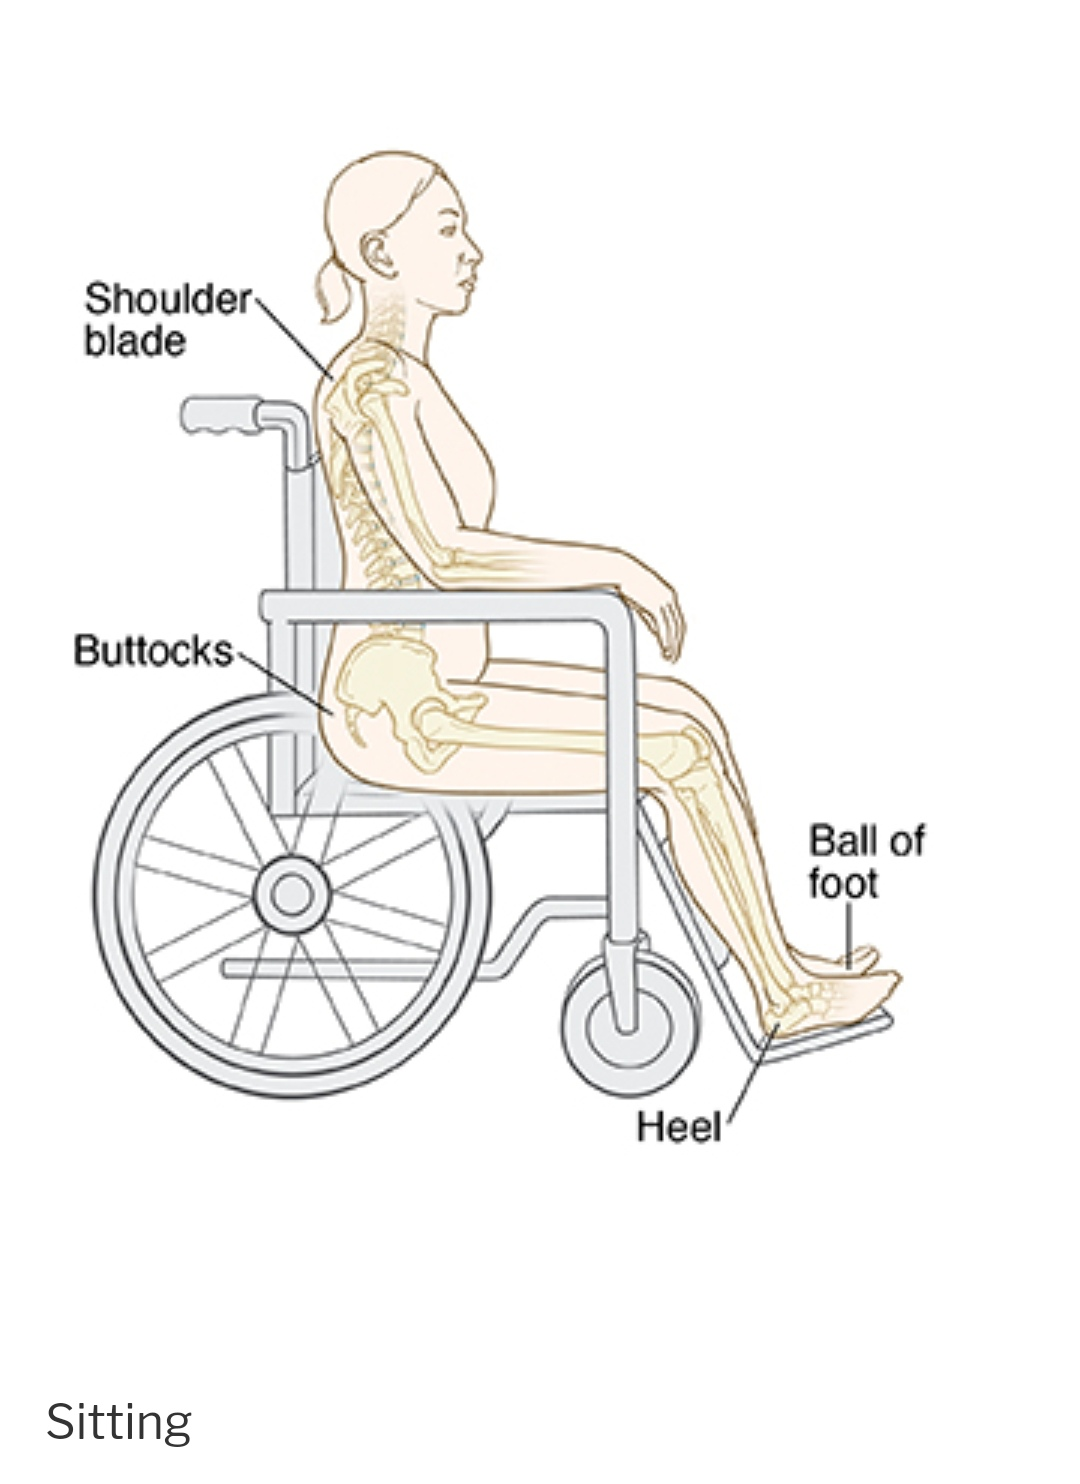 Shoulder
blade
Buttocks
Ball of
foot
Heel
Sitting